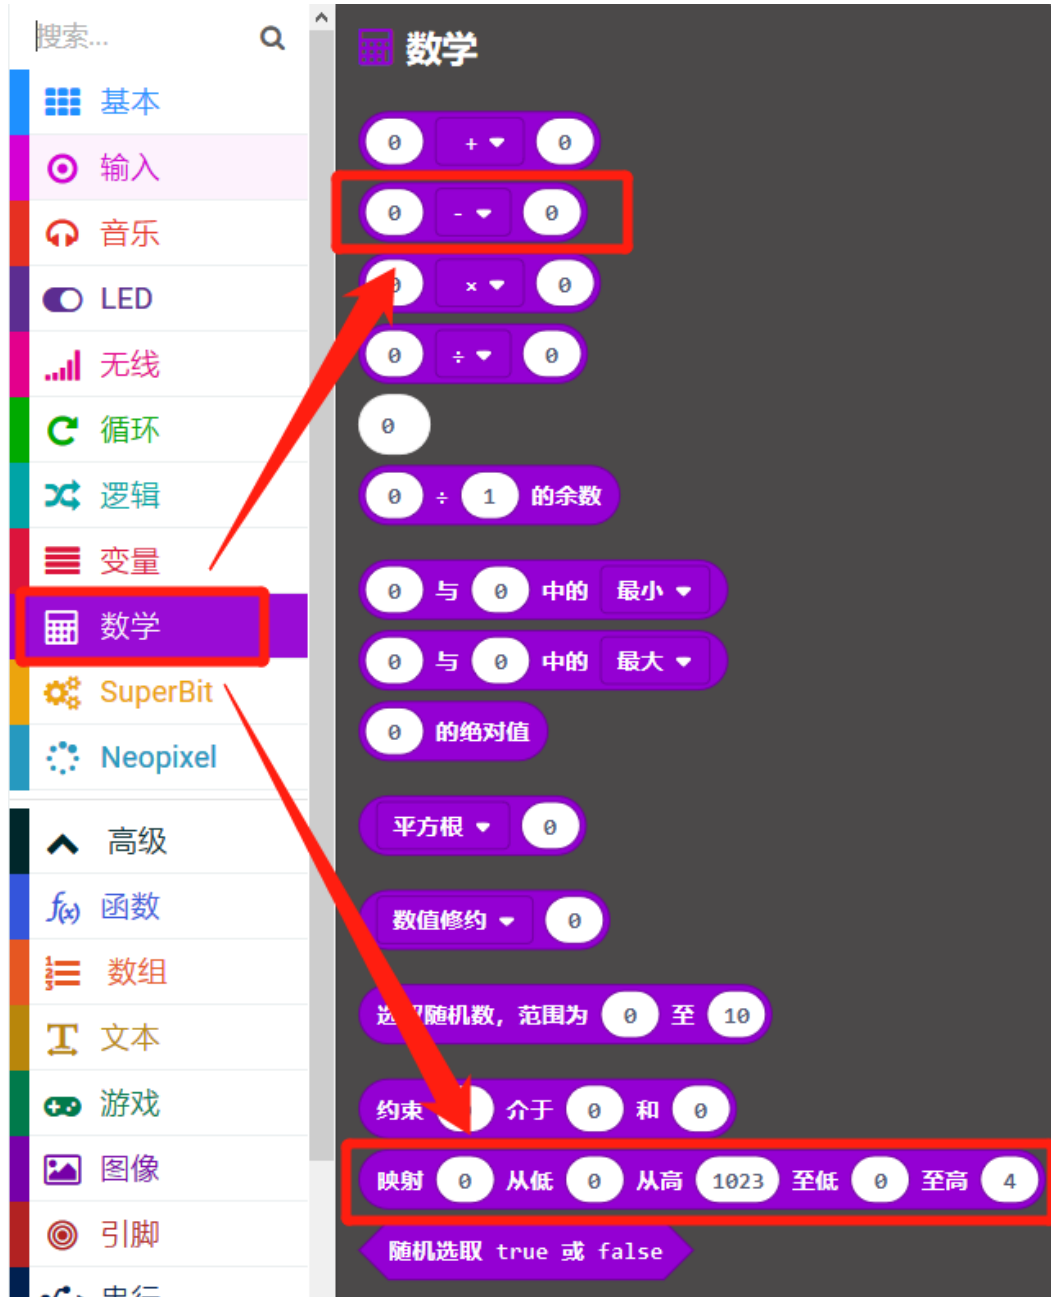 搜索...
基本
输入
音乐
LED
无线
循环
逻辑
变量
数学
SuperBit
Neopixel
高级
f(x) 函数
数组
文本
游戏
图像
引脚
数学
0 + 0
0 - 0
0 × 0
0 ÷ 0
0
0 ÷ 1 的余数
0 与 0 中的 最小
0 与 0 中的 最大
0 的绝对值
平方根 0
数值修约 0
选取随机数，范围为 0 至 10
约束 0 介于 0 和 0
映射 0 从低 0 从高 1023 至低 0 至高 4
随机选取 true 或 false